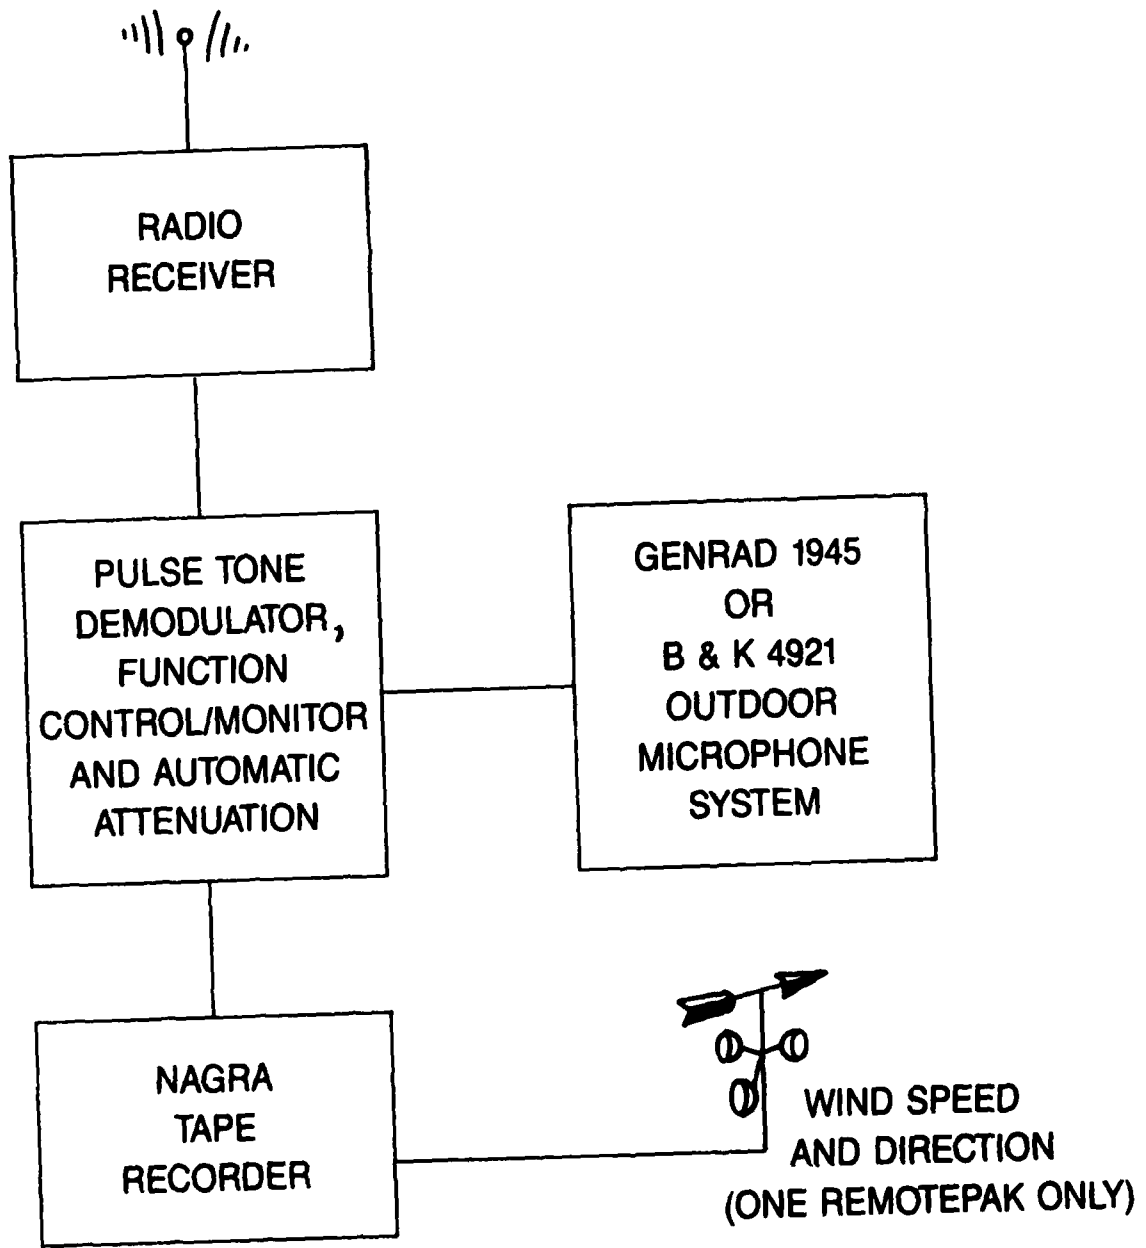 RADIO
RECEIVER
PULSE TONE
DEMODULATOR,
FUNCTION
CONTROL/MONITOR
AND AUTOMATIC
ATTENUATION
GENRAD 1945
OR
B & K 4921
OUTDOOR
MICROPHONE
SYSTEM
NAGRA
TAPE
RECORDER
WIND SPEED
AND DIRECTION
(ONE REMOTEPAK ONLY)